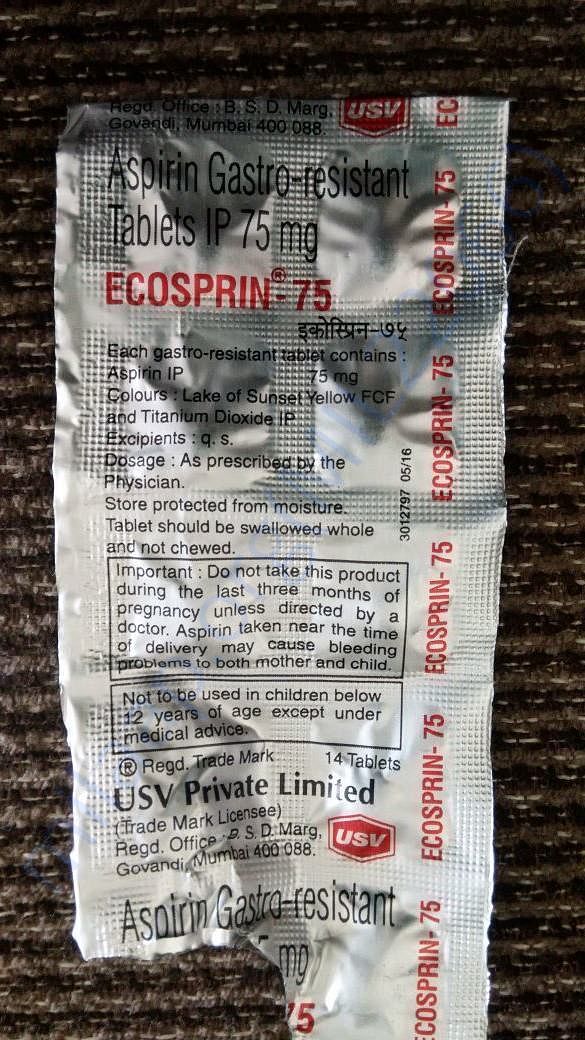 Regd. Office : B. S. D. Marg,
Govandi, Mumbai 400 088.
USV
Aspirin Gastro-resistant
Tablets IP 75 mg
ECOSPRIN®- 75
इकोस्प्रिन-७५
Each gastro-resistant tablet contains :
Aspirin IP 75 mg
Colours : Lake of Sunset Yellow FCF
and Titanium Dioxide IP
Excipients : q. s.
Dosage : As prescribed by the
Physician.
Store protected from moisture.
Tablet should be swallowed whole
and not chewed.
Important : Do not take this product
during the last three months of
pregnancy unless directed by a
doctor. Aspirin taken near the time
of delivery may cause bleeding
problems to both mother and child.
Not to be used in children below
12 years of age except under
medical advice.
® Regd. Trade Mark 14 Tablets
USV Private Limited
(Trade Mark Licensee)
Regd. Office : B. S. D. Marg,
Govandi, Mumbai 400 088.
USV
Aspirin Gastro-resistant
mg
75
3012797 05/16
EC
ECOSPRIN- 75
ECOSPRIN- 75
ECOSPRIN- 75
ECOSPRIN- 75
ECOSPRIN- 75